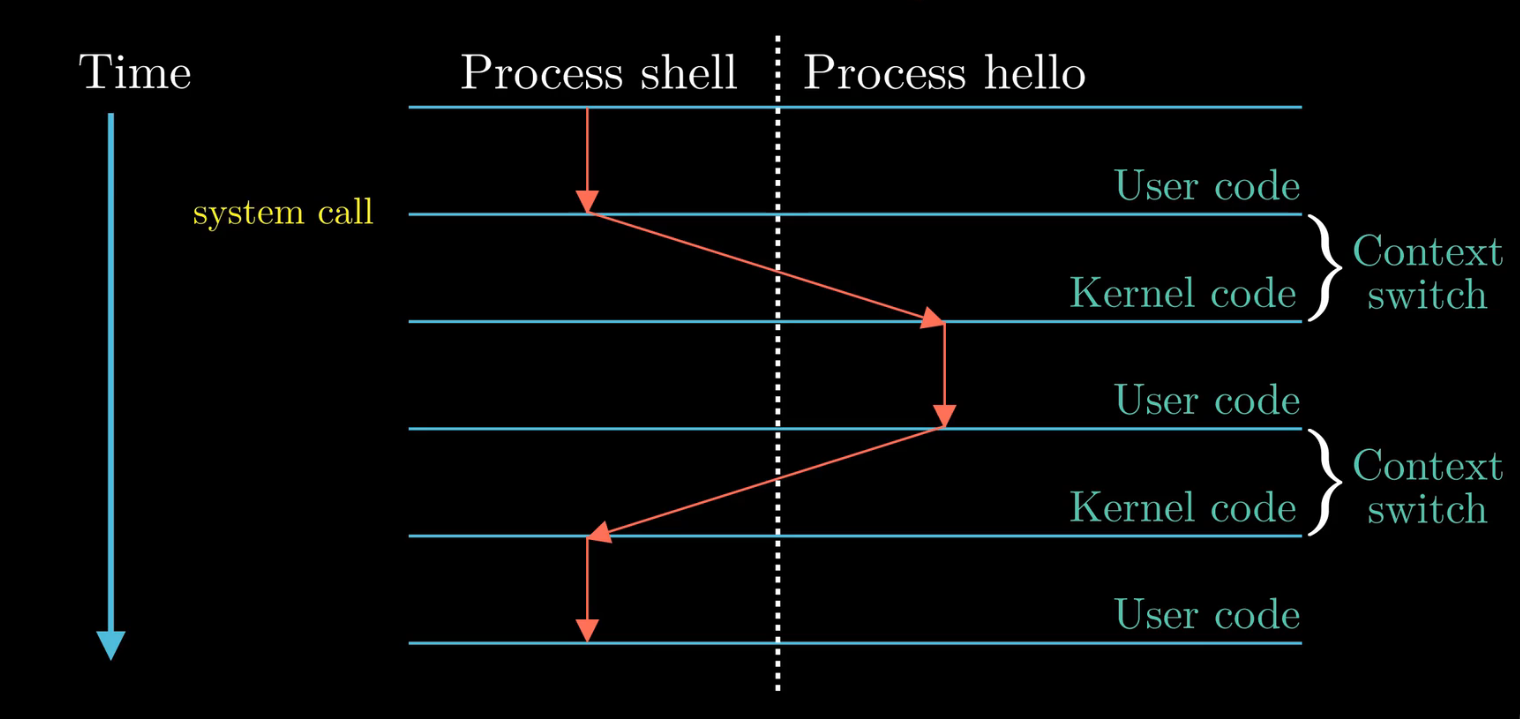 Time
Process shell
Process hello
User code
system call
Context
switch
Kernel code
User code
Context
switch
Kernel code
User code